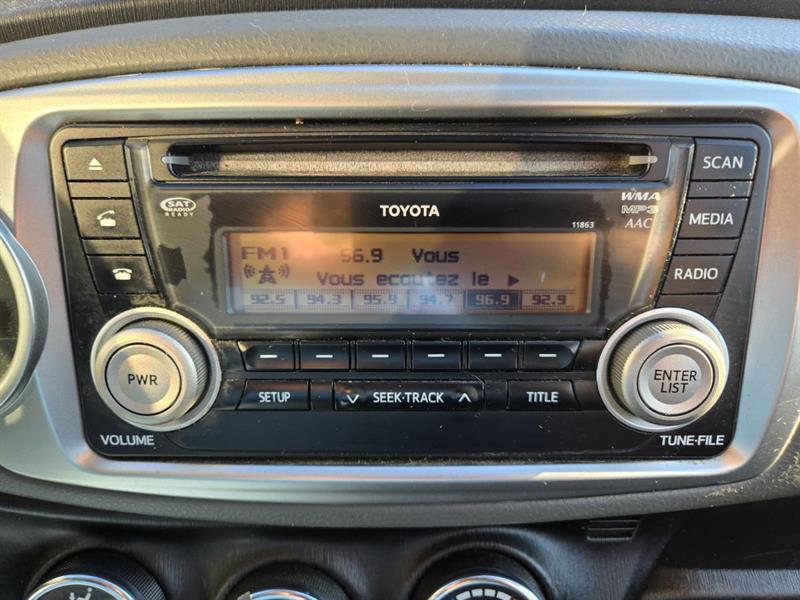 SCAN
SAT RADIO READY
TOYOTA
WMA
MP3
AAC
11863
MEDIA
RADIO
FM1 96.9 Vous
Vous ecoutez le
92.5 94.3 95.9 94.7 96.9 92.9
PWR
VOLUME
SETUP
SEEK·TRACK
TITLE
ENTER
LIST
TUNE·FILE